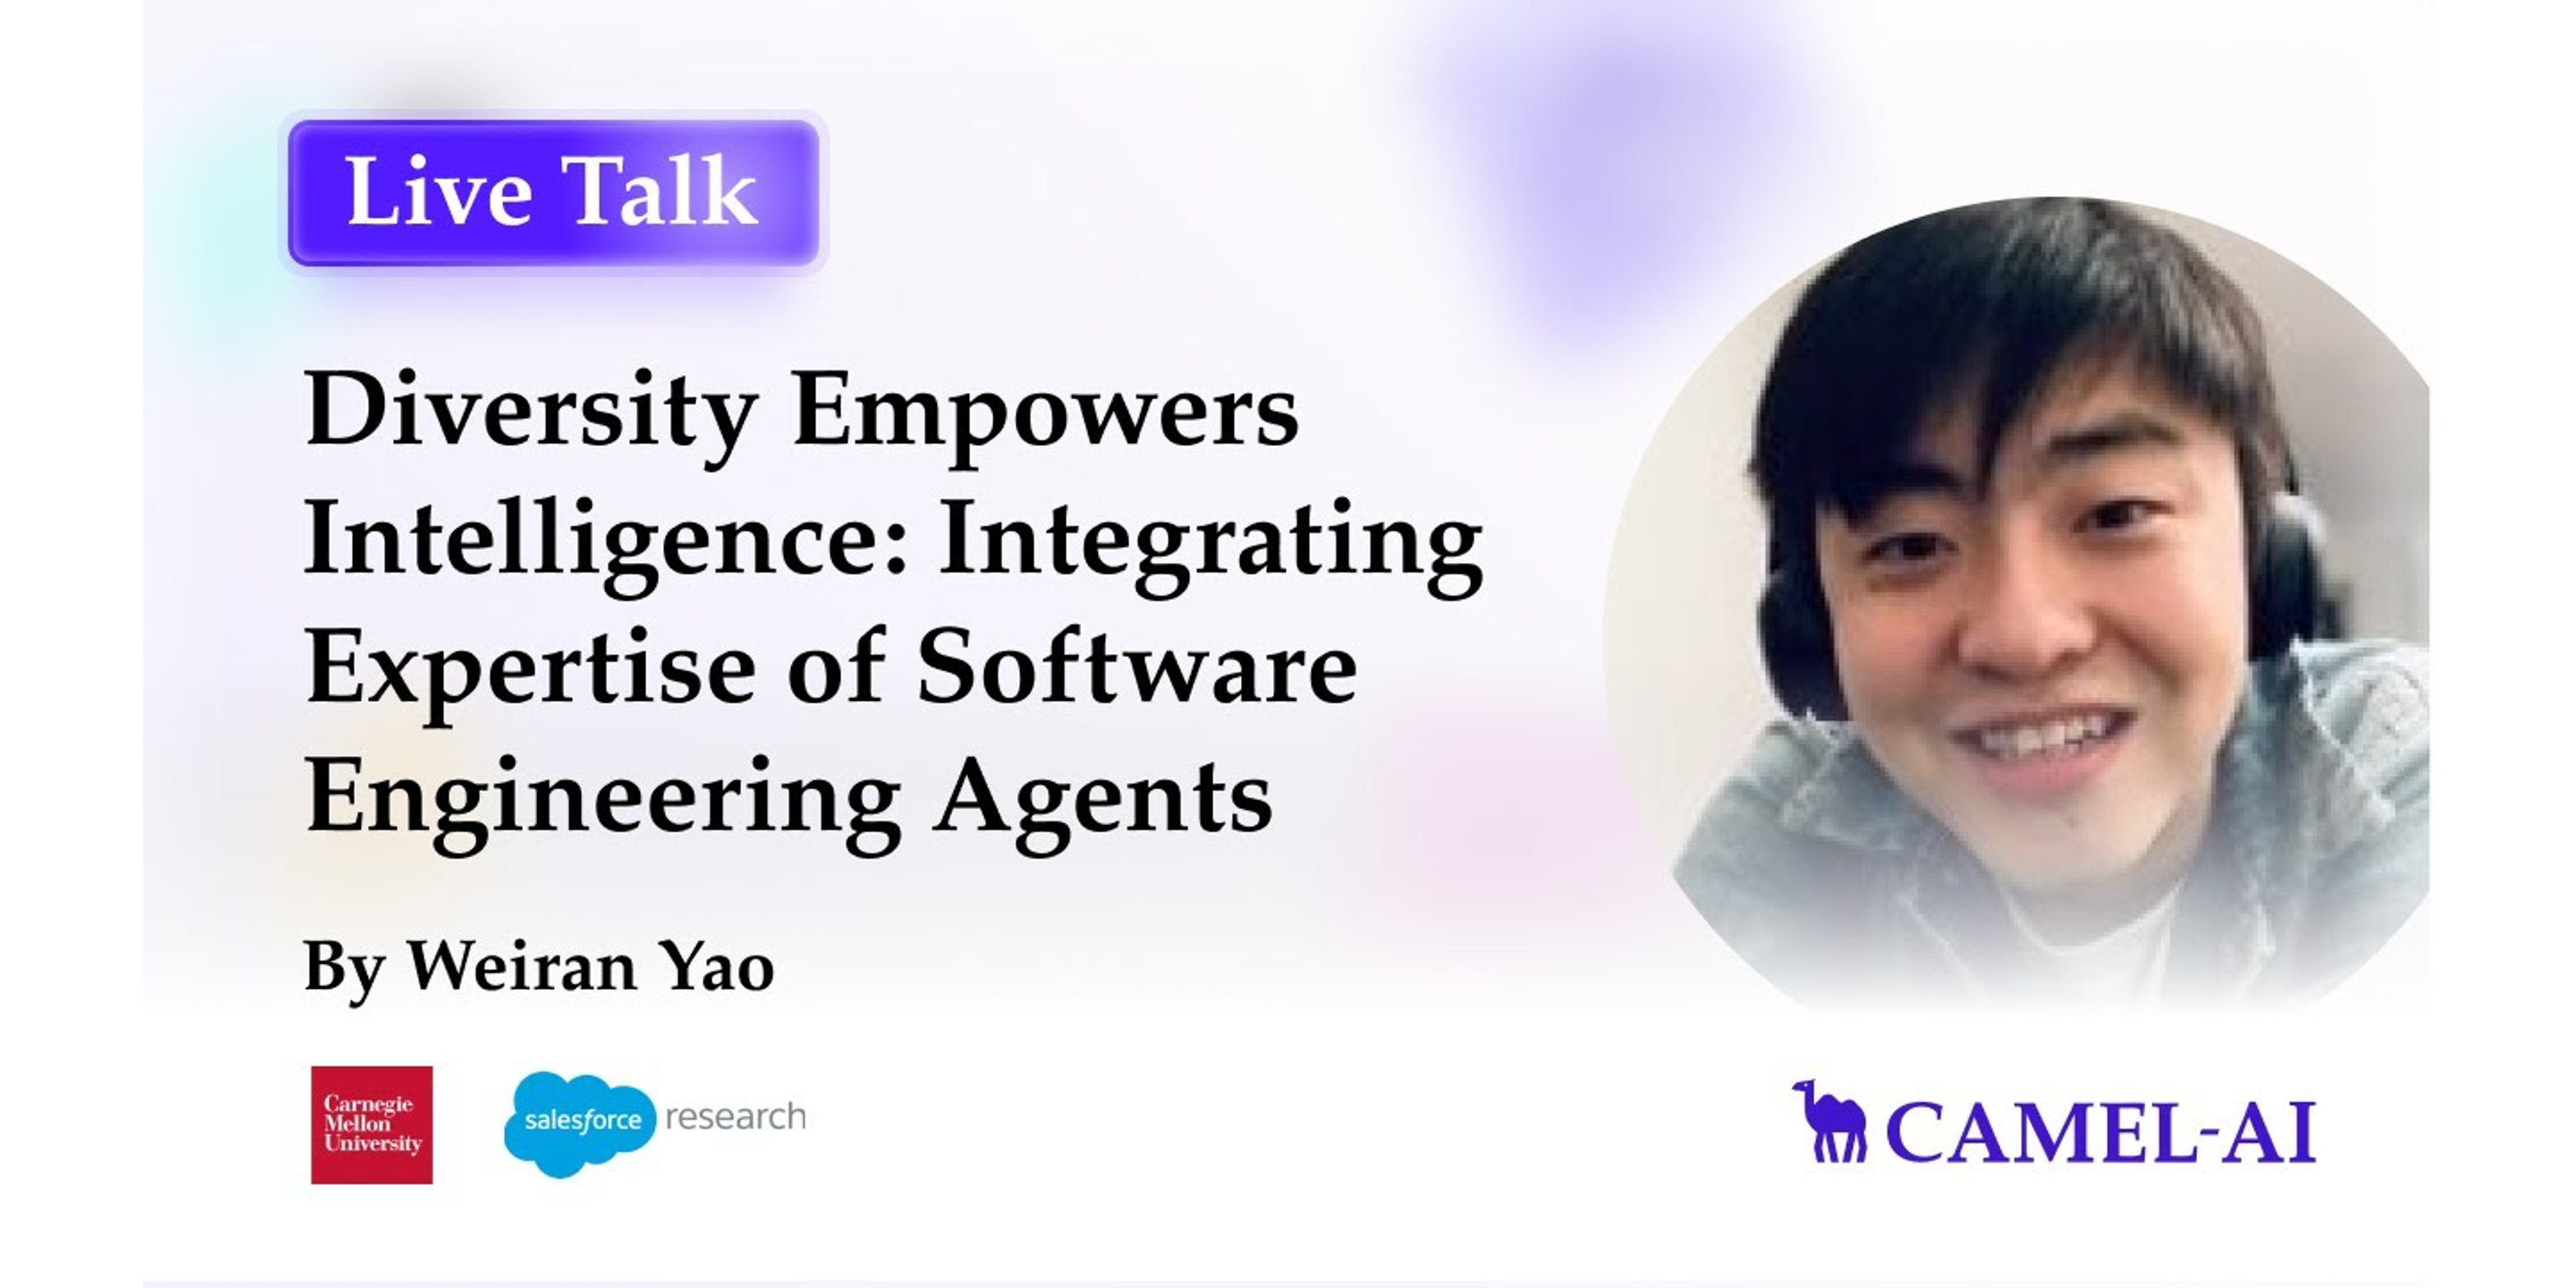 Live Talk
Diversity Empowers
Intelligence: Integrating
Expertise of Software
Engineering Agents
By Weiran Yao
Carnegie
Mellon
University
salesforce research
CAMEL-AI